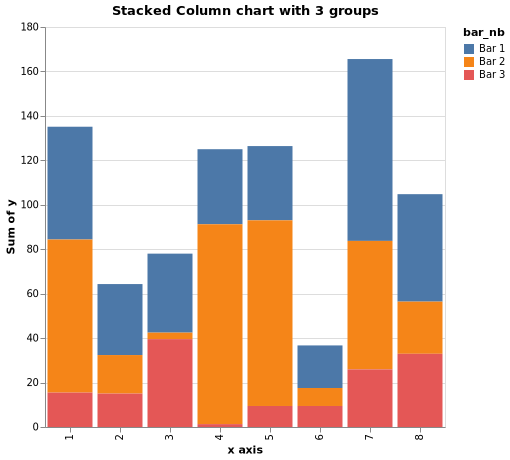 Stacked Column chart with 3 groups
bar_nb
Bar 1
Bar 2
Bar 3
Sum of y
180
160
140
120
100
80
60
40
20
0
1 2 3 4 5 6 7 8
x axis